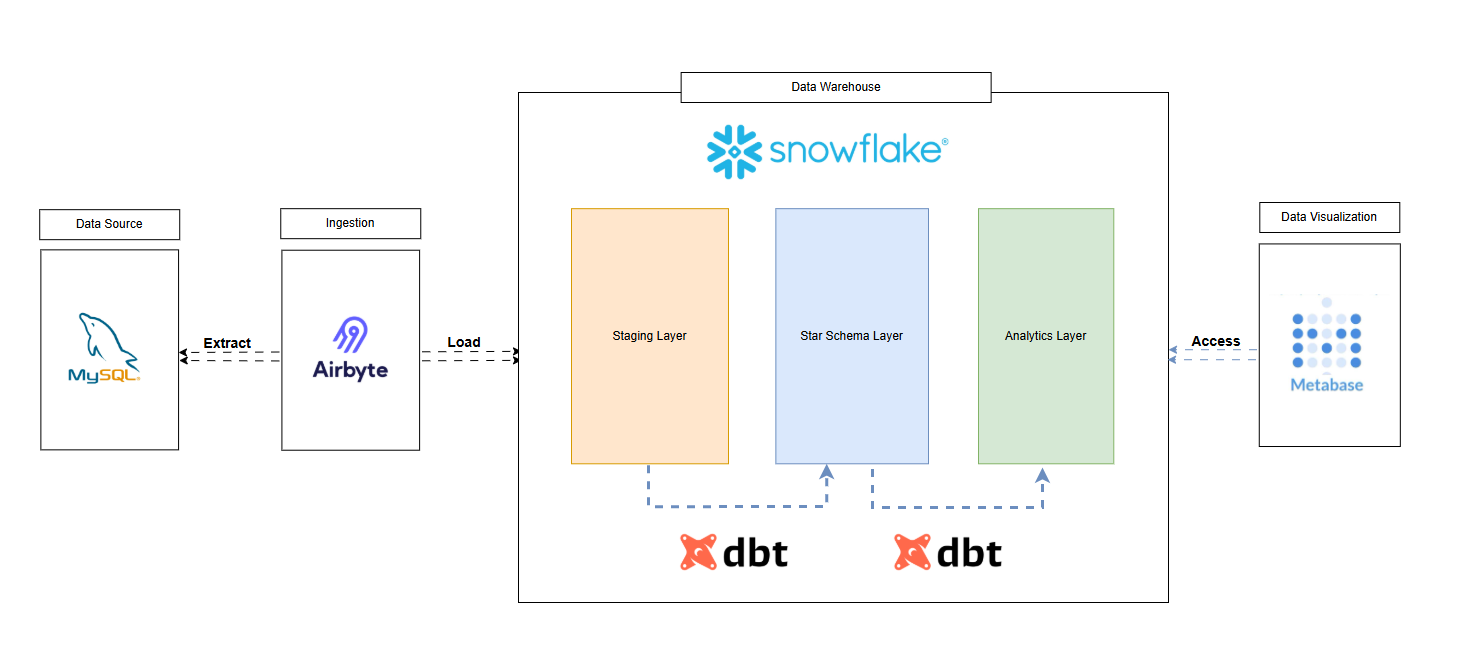 Data Warehouse
snowflake®
Data Source
Ingestion
Data Visualization
MySQL
Extract
Airbyte
Load
Staging Layer
Star Schema Layer
Analytics Layer
Access
Metabase
dbt
dbt